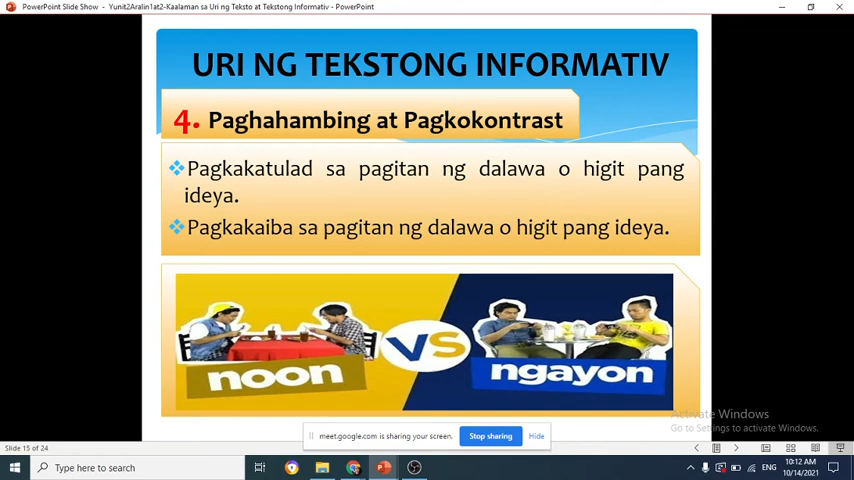 PowerPoint Slide Show - Yunit2Aralin1at2-Kaalaman sa Uri ng Teksto at Tekstong Informativ - PowerPoint
URI NG TEKSTONG INFORMATIV
4. Paghahambing at Pagkokontrast
Pagkakatulad sa pagitan ng dalawa o higit pang
ideya.
Pagkakaiba sa pagitan ng dalawa o higit pang ideya.
noon
VS
ngayon
Activate Windows
Go to Settings to activate Windows.
meet.google.com is sharing your screen.
Stop sharing
Hide
Slide 15 of 24
Type here to search
ENG
10:12 AM
10/14/2021